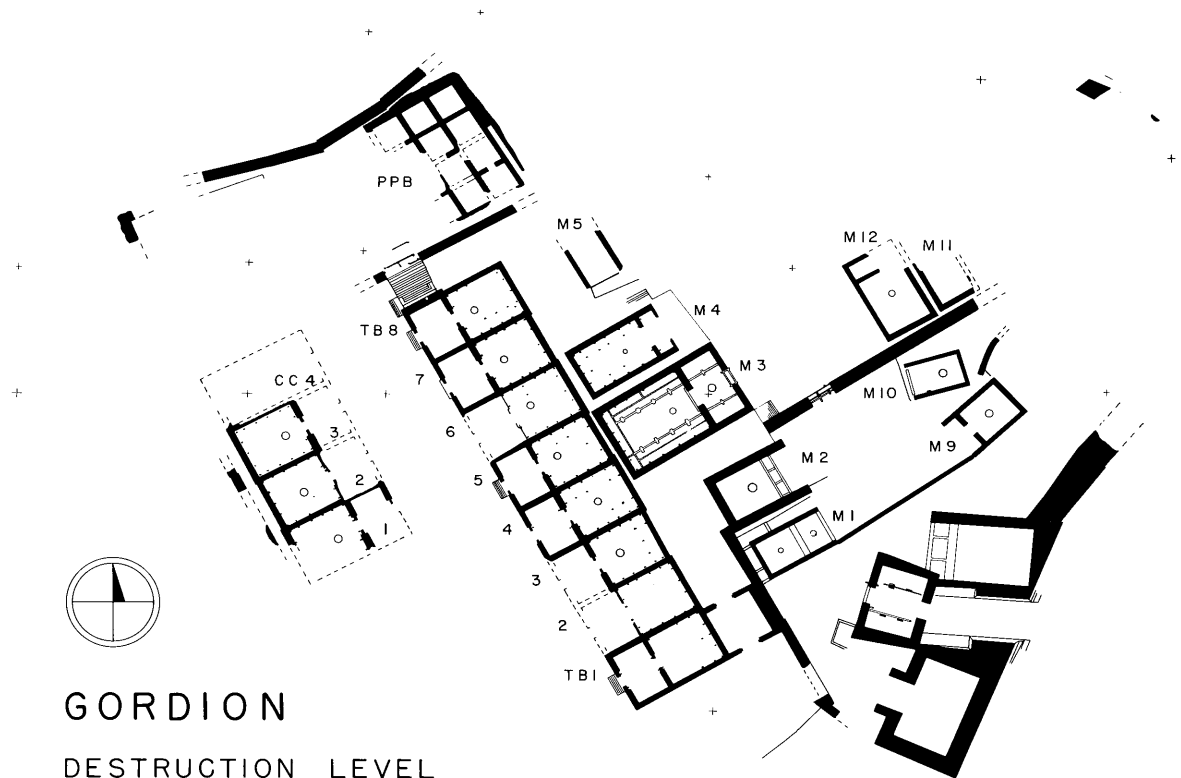 PPB
M5
M12
M11
TB8
M4
7
M3
CC4
M10
3
6
M9
2
5
M2
1
4
M1
3
2
TB1
GORDION
DESTRUCTION LEVEL